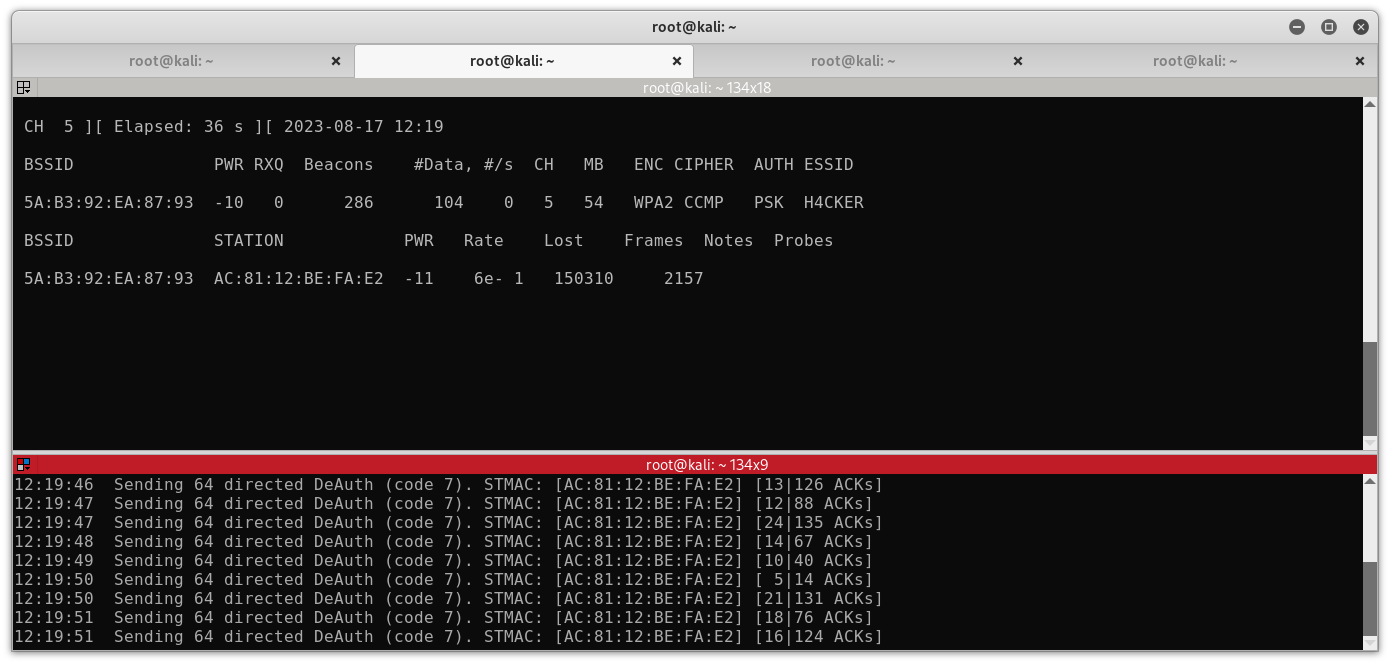 root@kali: ~
root@kali: ~ root@kali: ~ root@kali: ~ root@kali: ~
root@kali: ~ 134x18
CH  5 ][ Elapsed: 36 s ][ 2023-08-17 12:19
BSSID              PWR RXQ  Beacons    #Data, #/s  CH   MB   ENC CIPHER  AUTH ESSID
5A:B3:92:EA:87:93  -10   0      286      104    0   5   54   WPA2 CCMP   PSK  H4CKER
BSSID              STATION            PWR   Rate    Lost    Frames  Notes  Probes
5A:B3:92:EA:87:93  AC:81:12:BE:FA:E2  -11    6e- 1   150310     2157
root@kali: ~ 134x9
12:19:46  Sending 64 directed DeAuth (code 7). STMAC: [AC:81:12:BE:FA:E2] [13|126 ACKs]
12:19:47  Sending 64 directed DeAuth (code 7). STMAC: [AC:81:12:BE:FA:E2] [12|88 ACKs]
12:19:47  Sending 64 directed DeAuth (code 7). STMAC: [AC:81:12:BE:FA:E2] [24|135 ACKs]
12:19:48  Sending 64 directed DeAuth (code 7). STMAC: [AC:81:12:BE:FA:E2] [14|67 ACKs]
12:19:49  Sending 64 directed DeAuth (code 7). STMAC: [AC:81:12:BE:FA:E2] [10|40 ACKs]
12:19:50  Sending 64 directed DeAuth (code 7). STMAC: [AC:81:12:BE:FA:E2] [ 5|14 ACKs]
12:19:50  Sending 64 directed DeAuth (code 7). STMAC: [AC:81:12:BE:FA:E2] [21|131 ACKs]
12:19:51  Sending 64 directed DeAuth (code 7). STMAC: [AC:81:12:BE:FA:E2] [18|76 ACKs]
12:19:51  Sending 64 directed DeAuth (code 7). STMAC: [AC:81:12:BE:FA:E2] [16|124 ACKs]